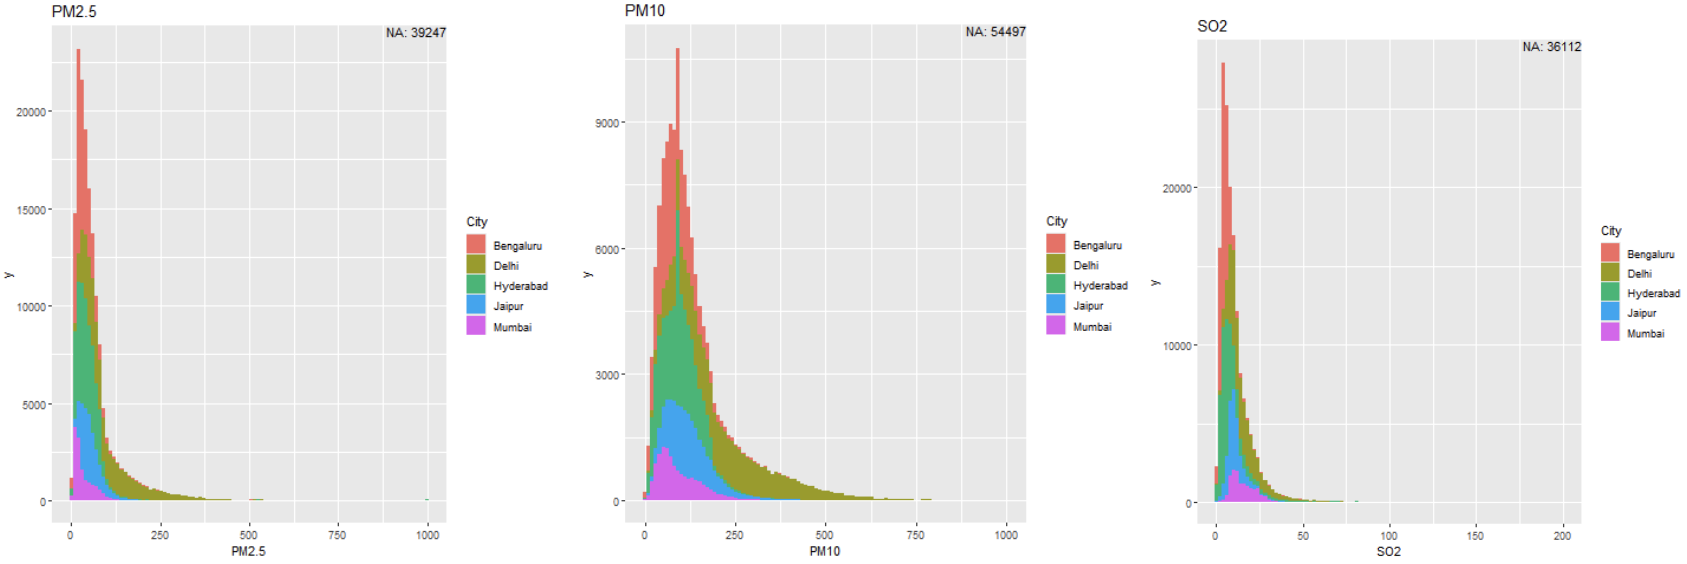 PM2.5
NA: 39247
20000
15000
10000
5000
0
y
0 250 500 750 1000
PM2.5
City
Bengaluru
Delhi
Hyderabad
Jaipur
Mumbai
PM10
NA: 54497
9000
6000
3000
0
y
0 250 500 750 1000
PM10
City
Bengaluru
Delhi
Hyderabad
Jaipur
Mumbai
SO2
NA: 36112
20000
10000
0
y
0 50 100 150 200
SO2
City
Bengaluru
Delhi
Hyderabad
Jaipur
Mumbai